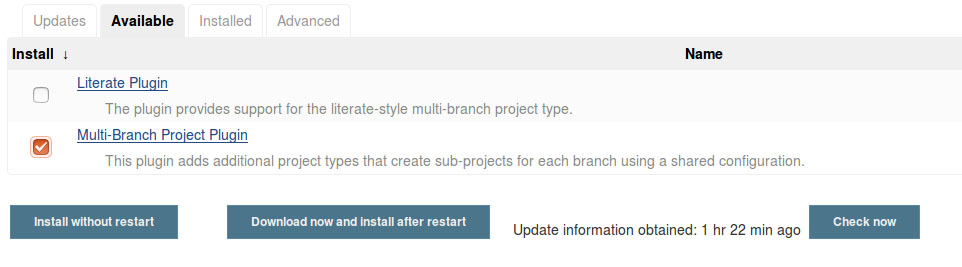 Updates Available Installed Advanced
Install ↓ Name
Literate Plugin
The plugin provides support for the literate-style multi-branch project type.
Multi-Branch Project Plugin
This plugin adds additional project types that create sub-projects for each branch using a shared configuration.
Install without restart Download now and install after restart Update information obtained: 1 hr 22 min ago Check now